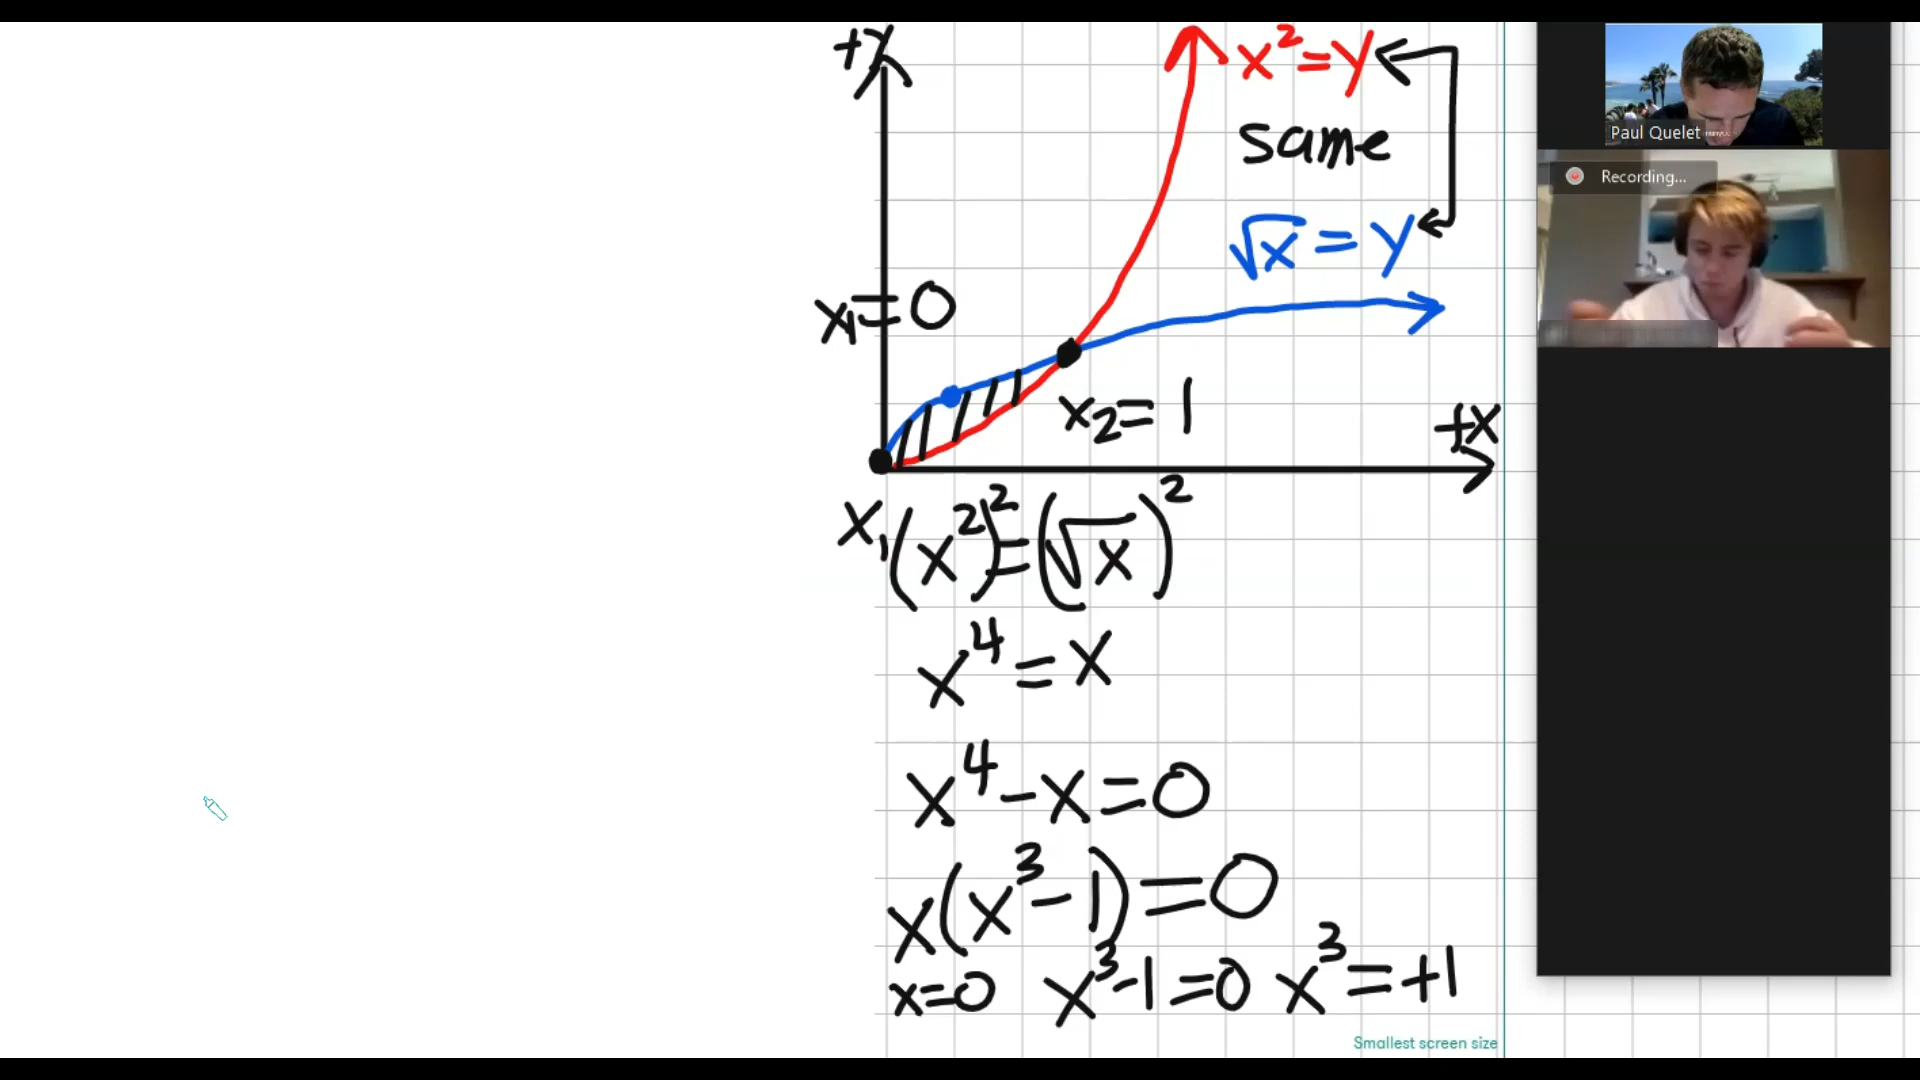 +y
x²=y
same
√x = y
x₁=0
x₂=1
+x
x₁
(x²)²=(√x)²
x⁴=x
x⁴-x=0
x(x³-1)=0
x=0 x³-1=0 x³=+1
Smallest screen size
Paul Quelet
Recording...